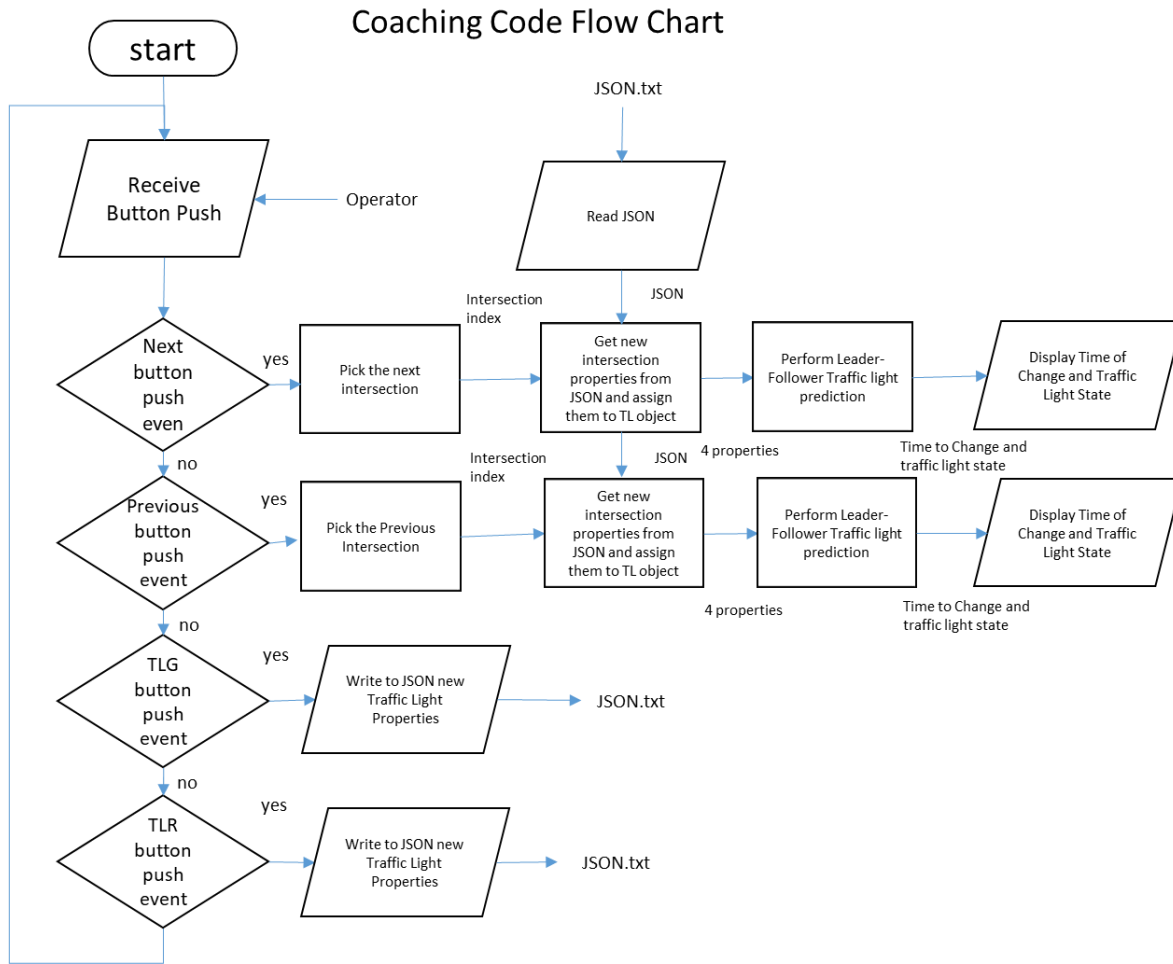 Coaching Code Flow Chart
start
JSON.txt
Receive
Button Push
Operator
Read JSON
JSON
Intersection
index
Next
button
push
even
yes
Pick the next
intersection
Get new
intersection
properties from
JSON and assign
them to TL object
Perform Leader-
Follower Traffic light
prediction
Display Time of
Change and Traffic
Light State
no
Intersection
index
JSON
4 properties
Time to Change and
traffic light state
Previous
button
push
event
yes
Pick the Previous
Intersection
Get new
intersection
properties from
JSON and assign
them to TL object
Perform Leader-
Follower Traffic light
prediction
Display Time of
Change and Traffic
Light State
4 properties
Time to Change and
traffic light state
no
TLG
button
push
event
yes
Write to JSON new
Traffic Light
Properties
JSON.txt
no
TLR
button
push
event
yes
Write to JSON new
Traffic Light
Properties
JSON.txt